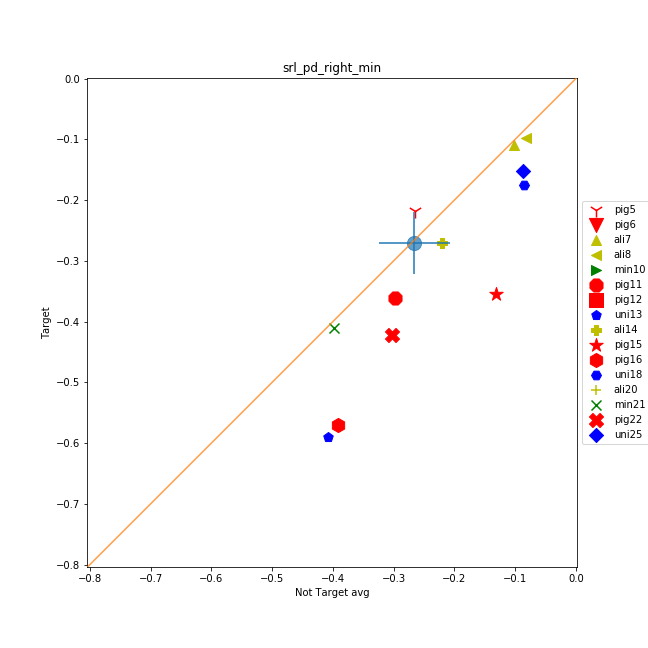 srl_pd_right_min
0.0
−0.1
−0.2
−0.3
−0.4
−0.5
−0.6
−0.7
−0.8
Target
−0.8 −0.7 −0.6 −0.5 −0.4 −0.3 −0.2 −0.1 0.0
Not Target avg
pig5
pig6
ali7
ali8
min10
pig11
pig12
uni13
ali14
pig15
pig16
uni18
ali20
min21
pig22
uni25